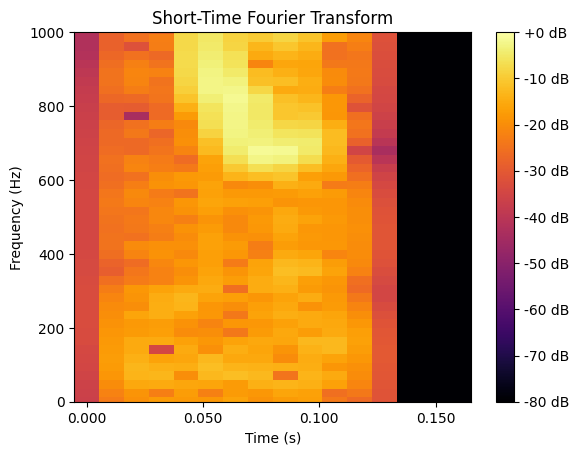 Short-Time Fourier Transform
1000
800
600
400
200
0
Frequency (Hz)
0.000
0.050
0.100
0.150
Time (s)
+0 dB
-10 dB
-20 dB
-30 dB
-40 dB
-50 dB
-60 dB
-70 dB
-80 dB